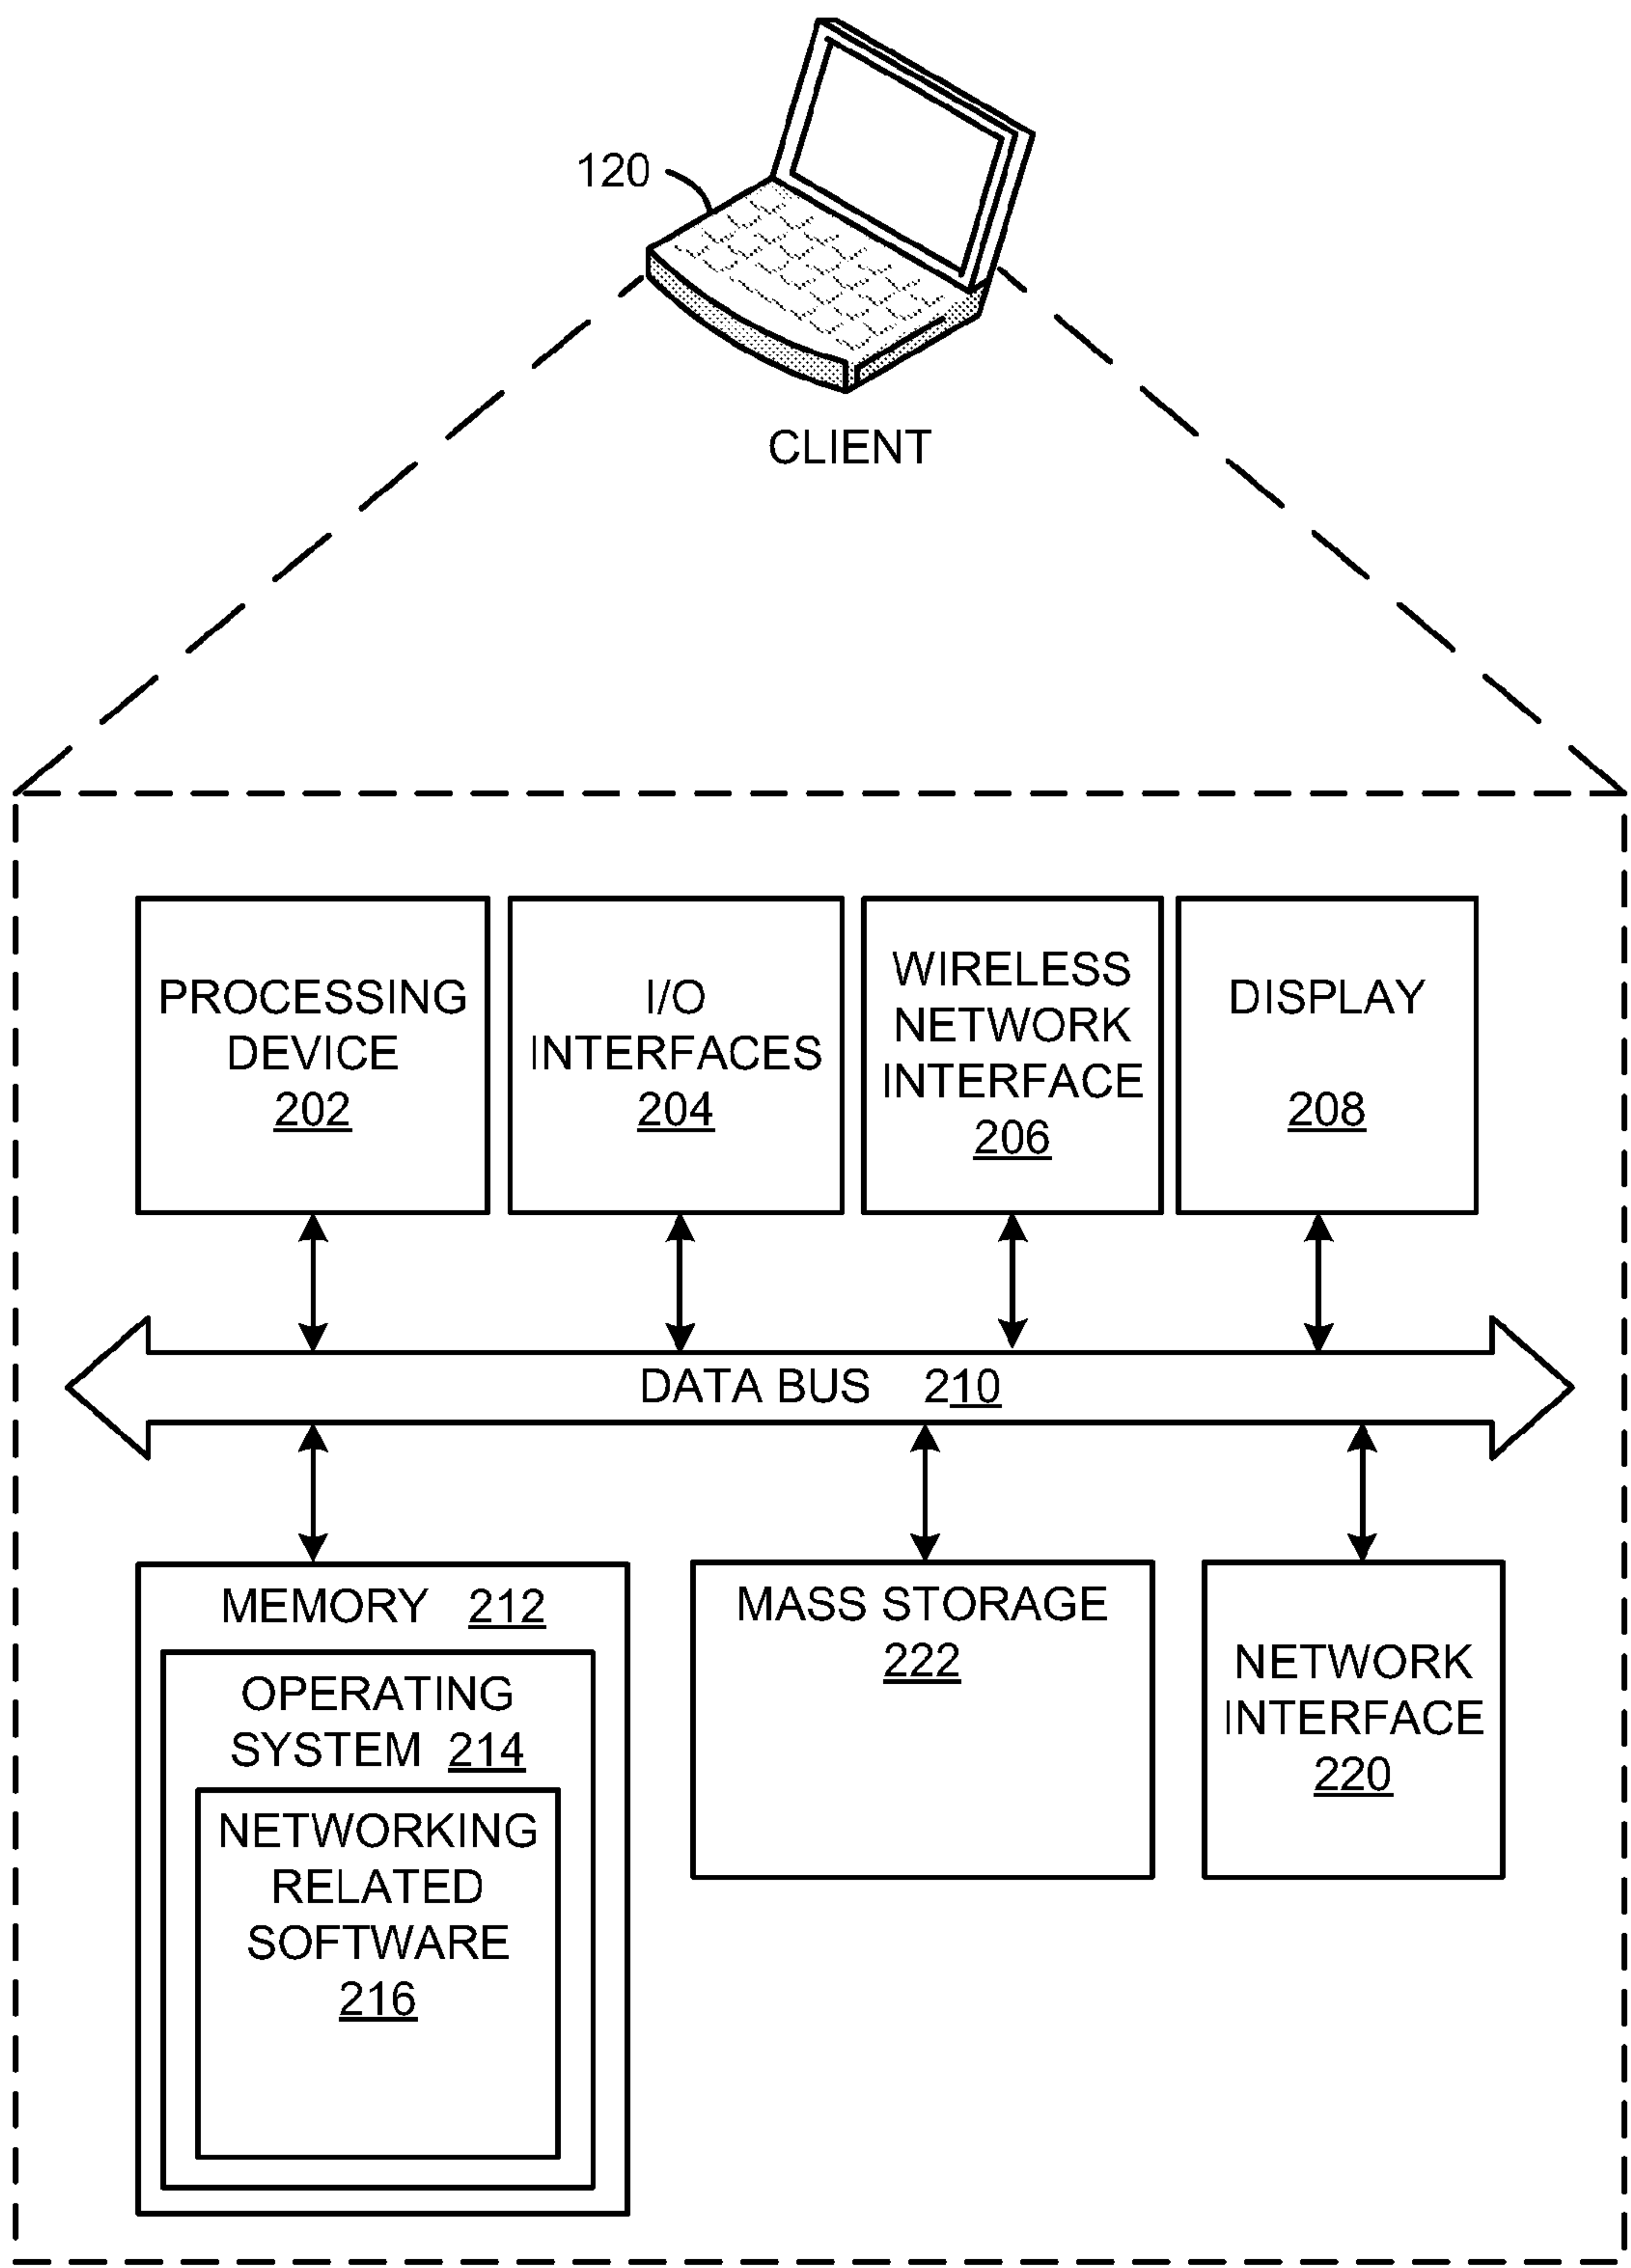 120
CLIENT
PROCESSING
DEVICE
202
I/O
INTERFACES
204
WIRELESS
NETWORK
INTERFACE
206
DISPLAY
208
DATA BUS 210
MEMORY 212
OPERATING
SYSTEM 214
NETWORKING
RELATED
SOFTWARE
216
MASS STORAGE
222
NETWORK
INTERFACE
220